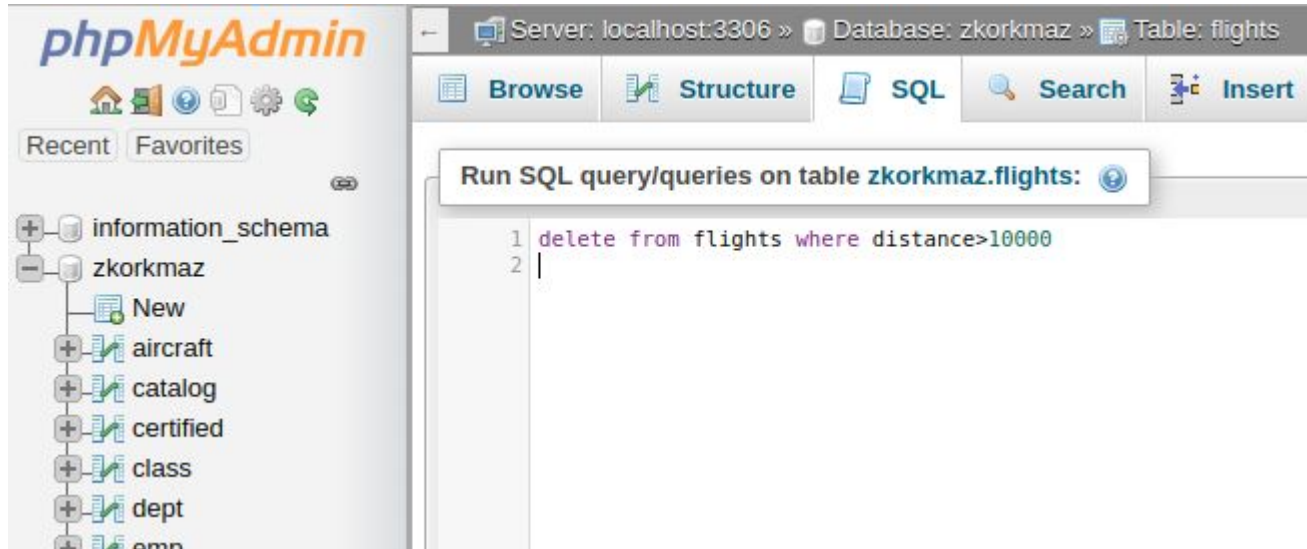 phpMyAdmin
Recent Favorites
information_schema
zkorkmaz
New
aircraft
catalog
certified
class
dept
emp
← Server: localhost:3306 » Database: zkorkmaz » Table: flights
Browse Structure SQL Search Insert
Run SQL query/queries on table zkorkmaz.flights:
1 delete from flights where distance>10000
2